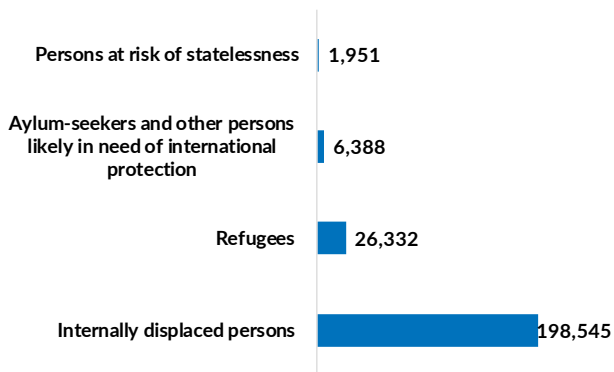 Persons at risk of statelessness 1,951
Aylum-seekers and other persons
likely in need of international
protection
6,388
Refugees 26,332
Internally displaced persons 198,545